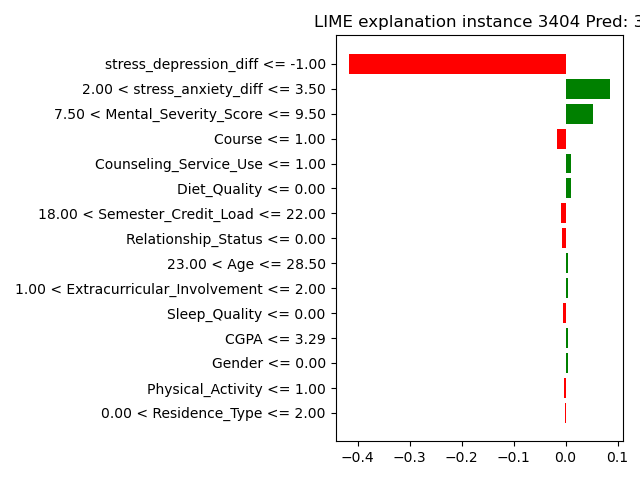 LIME explanation instance 3404 Pred: 3
stress_depression_diff <= -1.00
2.00 < stress_anxiety_diff <= 3.50
7.50 < Mental_Severity_Score <= 9.50
Course <= 1.00
Counseling_Service_Use <= 1.00
Diet_Quality <= 0.00
18.00 < Semester_Credit_Load <= 22.00
Relationship_Status <= 0.00
23.00 < Age <= 28.50
1.00 < Extracurricular_Involvement <= 2.00
Sleep_Quality <= 0.00
CGPA <= 3.29
Gender <= 0.00
Physical_Activity <= 1.00
0.00 < Residence_Type <= 2.00
−0.4 −0.3 −0.2 −0.1 0.0 0.1